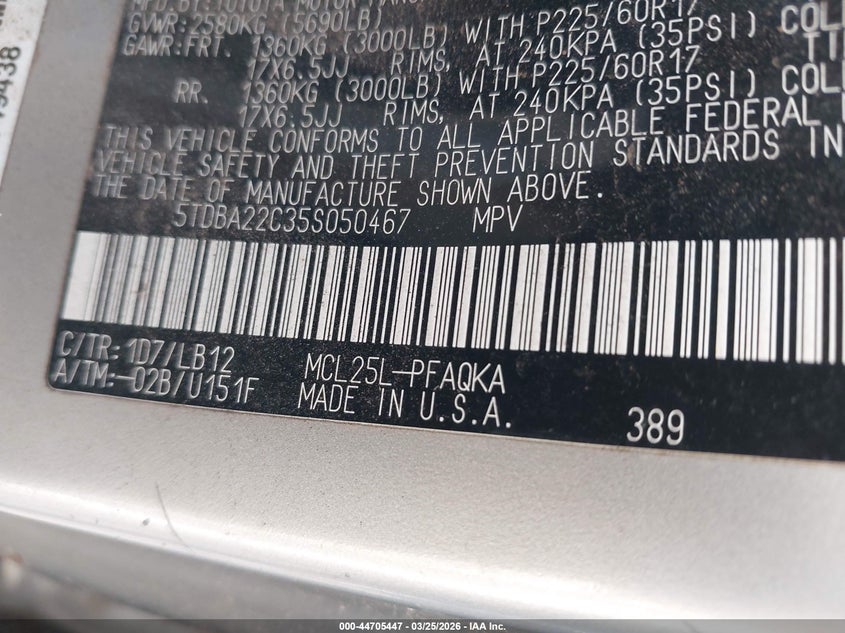 GVWR:2580KG (5690LB)
GAWR:FRT. 1360KG (3000LB) WITH P225/60R17
17X6.5JJ RIMS, AT 240KPA (35PSI) COL
RR. 1360KG (3000LB) WITH P225/60R17
17X6.5JJ RIMS, AT 240KPA (35PSI) COL
THIS VEHICLE CONFORMS TO ALL APPLICABLE FEDERAL
VEHICLE SAFETY AND THEFT PREVENTION STANDARDS IN
THE DATE OF MANUFACTURE SHOWN ABOVE.
5TDBA22C35S050467 MPV
C/TR: 1D7/LB12 MCL25L-PFAQKA
A/TM: -02B/U151F MADE IN U.S.A.
389
9438
000-44705447 - 03/25/2026 - IAA Inc.